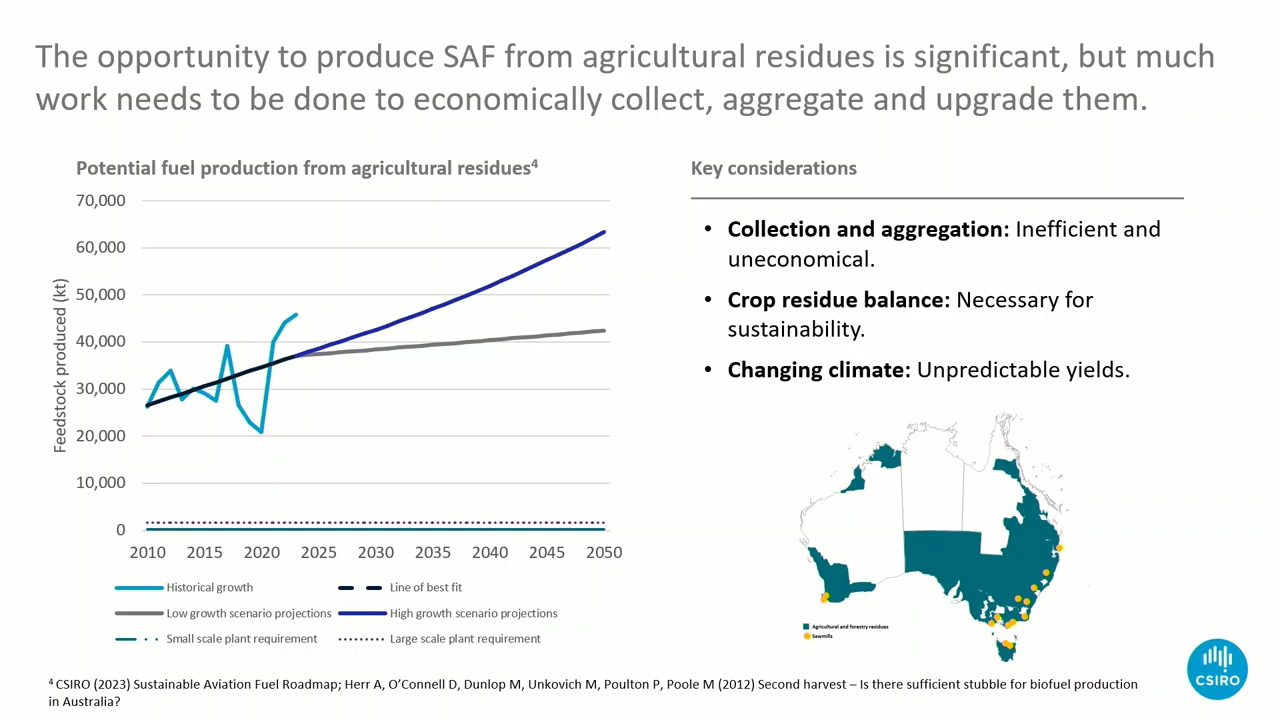 The opportunity to produce SAF from agricultural residues is significant, but much
work needs to be done to economically collect, aggregate and upgrade them.
Potential fuel production from agricultural residues⁴
70,000
60,000
50,000
40,000
30,000
20,000
10,000
0
Feedstock produced (kt)
2010 2015 2020 2025 2030 2035 2040 2045 2050
Historical growth
Line of best fit
Low growth scenario projections
High growth scenario projections
Small scale plant requirement
Large scale plant requirement
Key considerations
• Collection and aggregation: Inefficient and
uneconomical.
• Crop residue balance: Necessary for
sustainability.
• Changing climate: Unpredictable yields.
Agricultural and forestry residues
Sawmills
⁴ CSIRO (2023) Sustainable Aviation Fuel Roadmap; Herr A, O’Connell D, Dunlop M, Unkovich M, Poulton P, Poole M (2012) Second harvest – Is there sufficient stubble for biofuel production
in Australia?
CSIRO